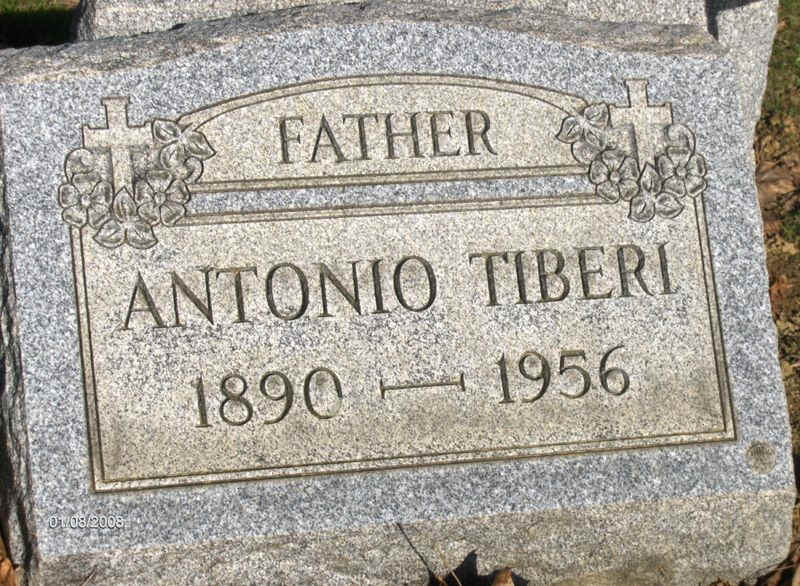 FATHER
ANTONIO TIBERI
1890 — 1956
01/08/2008